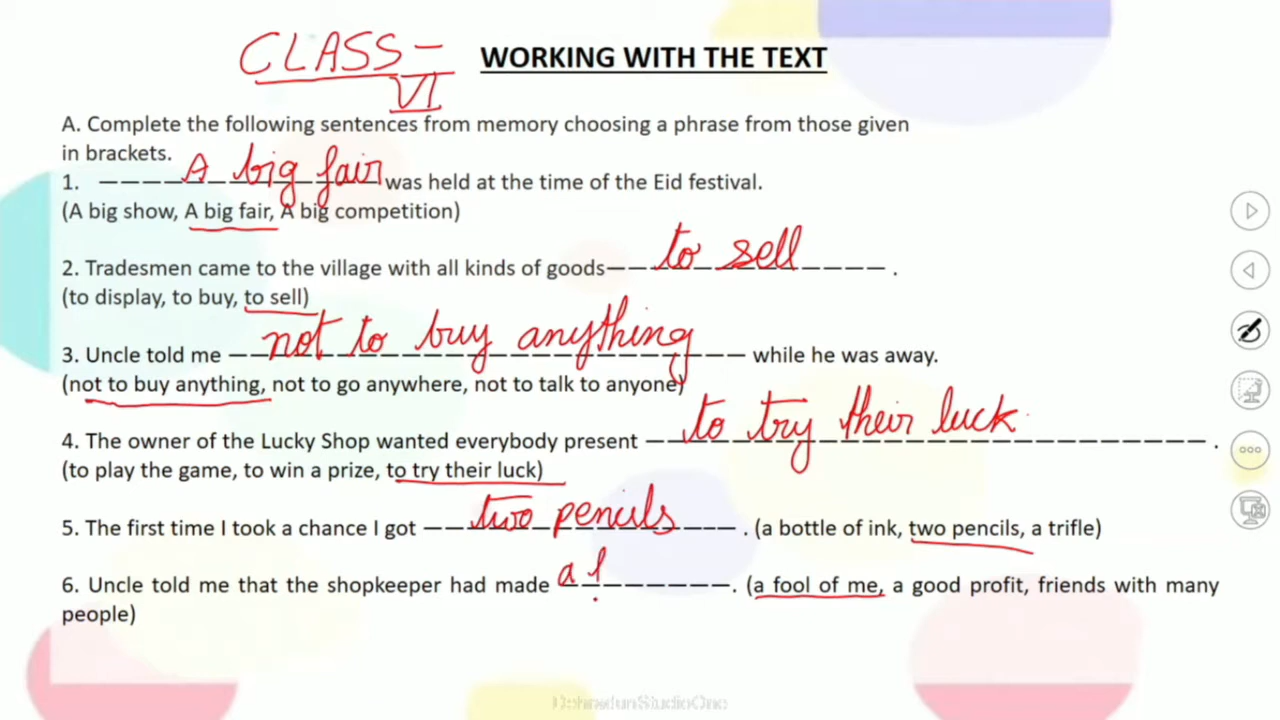 CLASS – WORKING WITH THE TEXT
VI
A. Complete the following sentences from memory choosing a phrase from those given
in brackets.
1. A big fair was held at the time of the Eid festival.
(A big show, A big fair, A big competition)
2. Tradesmen came to the village with all kinds of goods to sell.
(to display, to buy, to sell)
3. Uncle told me not to buy anything while he was away.
(not to buy anything, not to go anywhere, not to talk to anyone)
4. The owner of the Lucky Shop wanted everybody present to try their luck.
(to play the game, to win a prize, to try their luck)
5. The first time I took a chance I got two pencils. (a bottle of ink, two pencils, a trifle)
6. Uncle told me that the shopkeeper had made a f. (a fool of me, a good profit, friends with many
people)
DehradunStudioOne